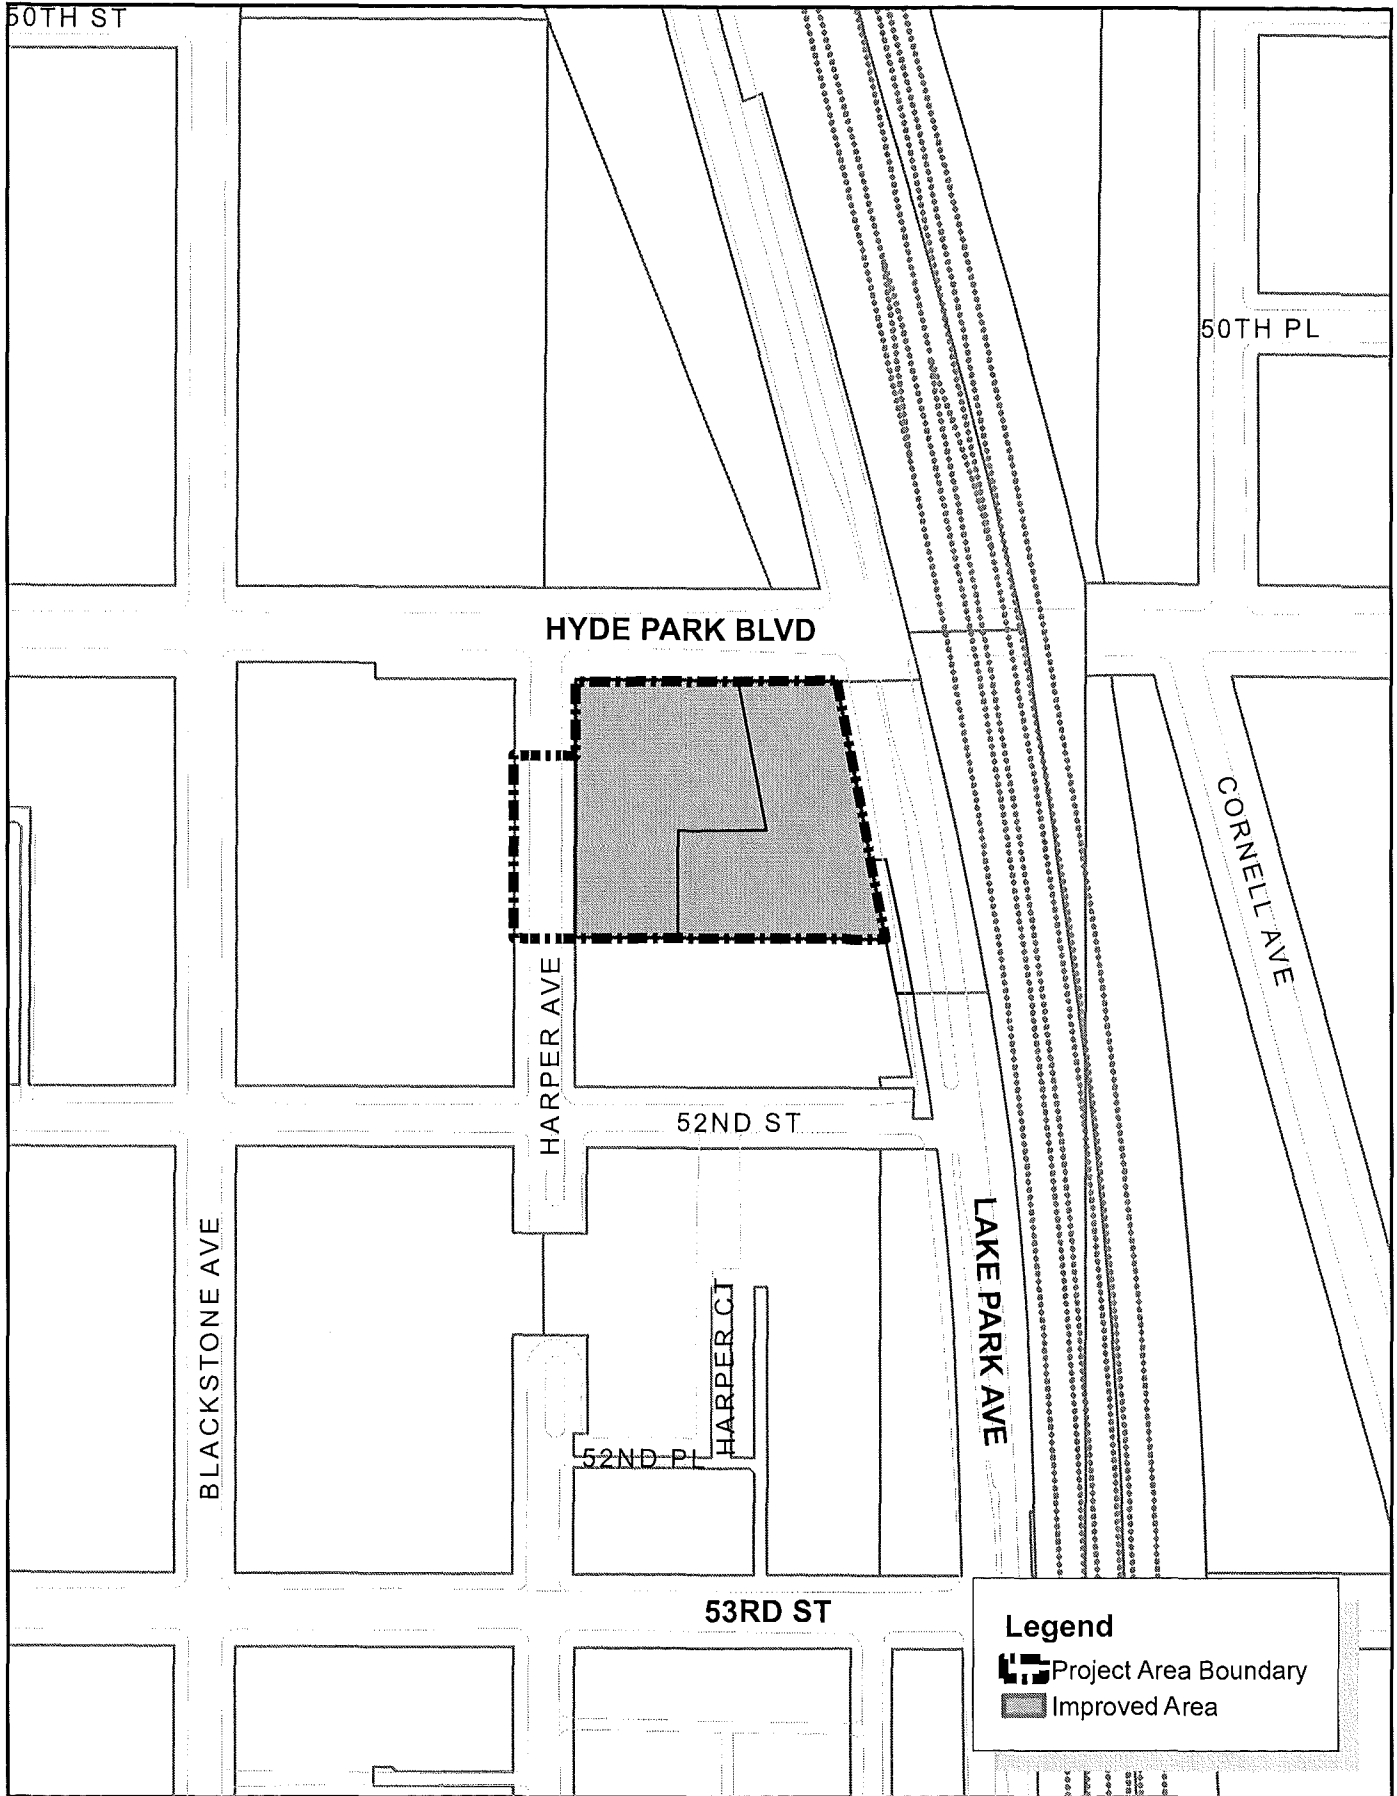 50TH ST
50TH PL
HYDE PARK BLVD
CORNELL AVE
HARPER AVE
52ND ST
LAKE PARK AVE
BLACKSTONE AVE
HARPER CT
52ND PL
53RD ST
Legend
Project Area Boundary
Improved Area